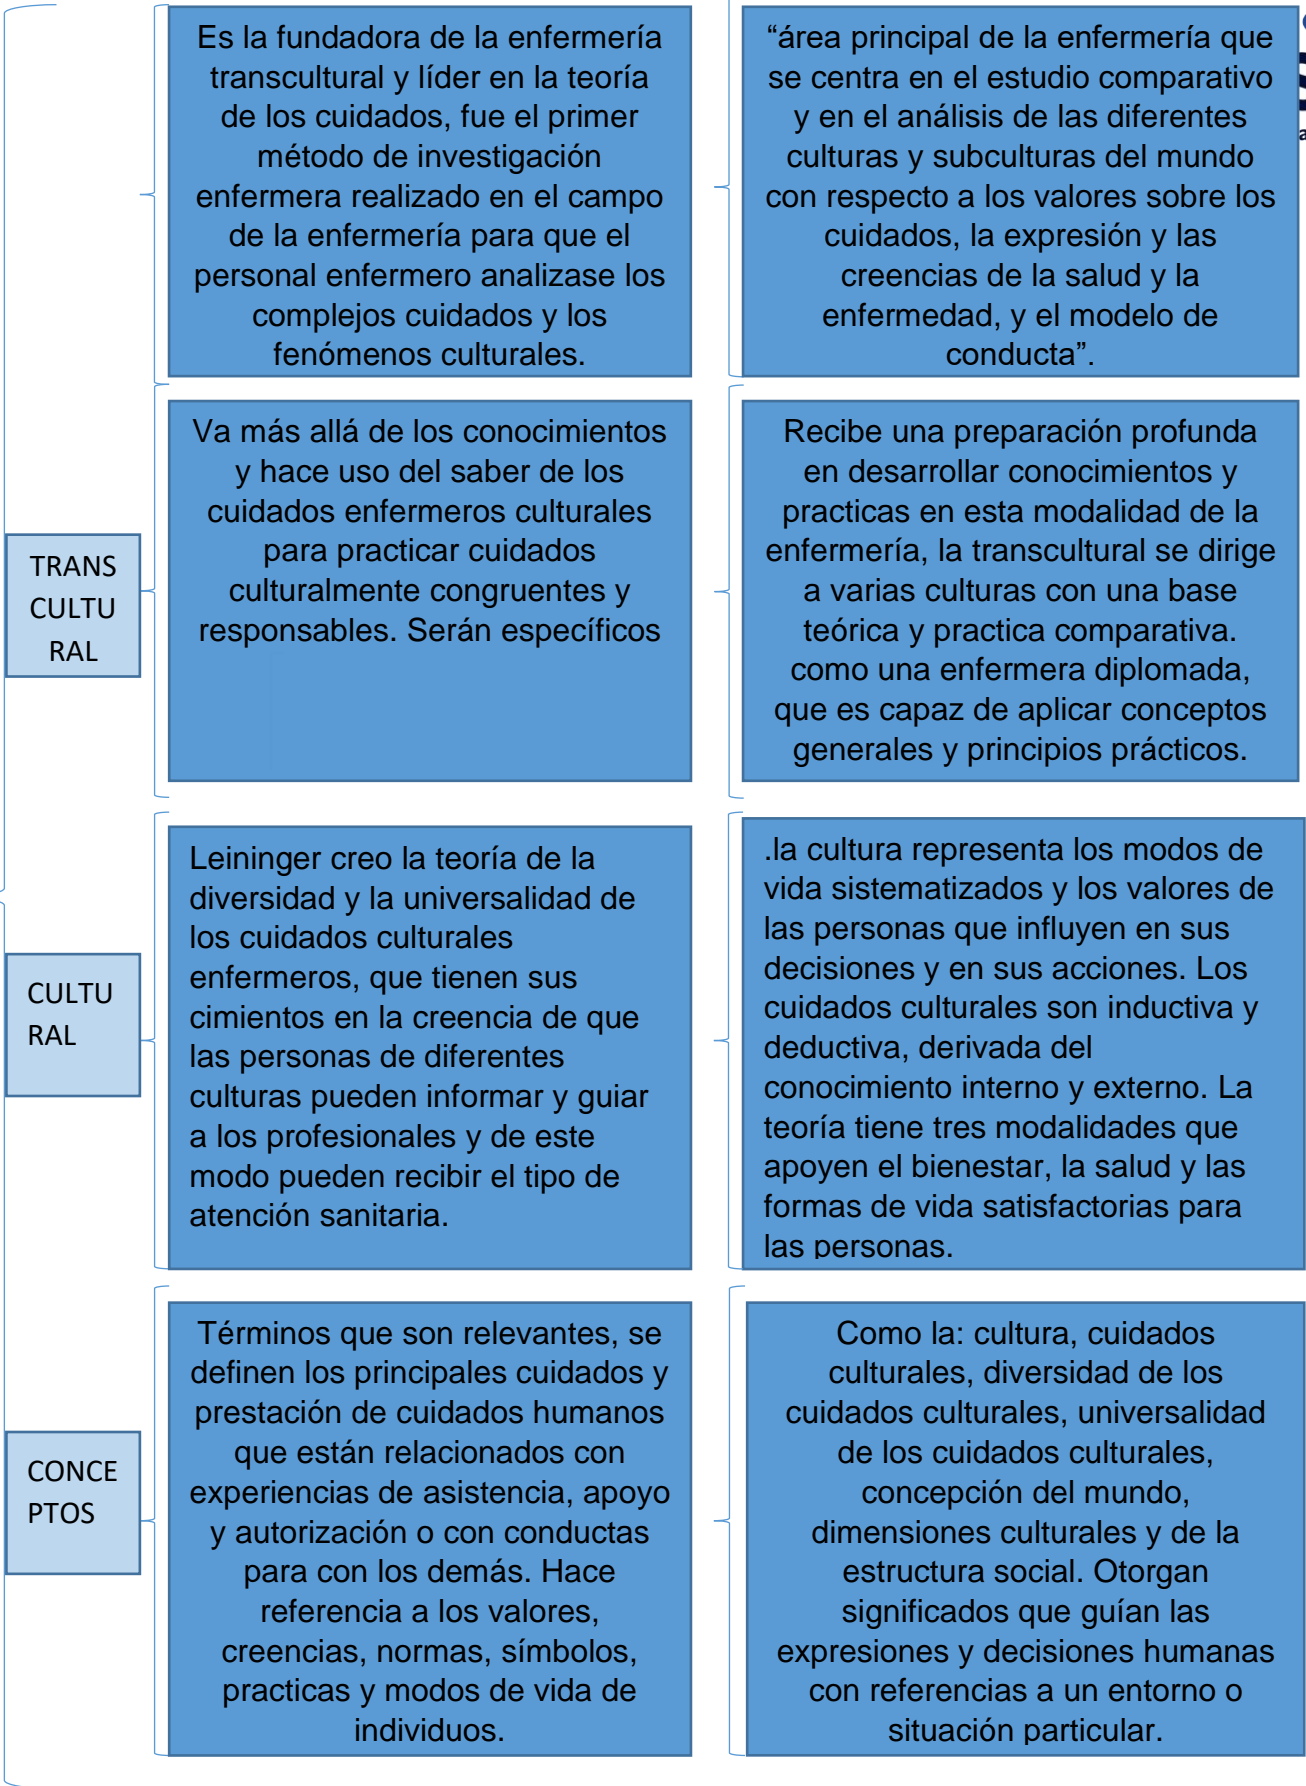 Es la fundadora de la enfermería
transcultural y líder en la teoría
de los cuidados, fue el primer
método de investigación
enfermera realizado en el campo
de la enfermería para que el
personal enfermero analizase los
complejos cuidados y los
fenómenos culturales.
“área principal de la enfermería que
se centra en el estudio comparativo
y en el análisis de las diferentes
culturas y subculturas del mundo
con respecto a los valores sobre los
cuidados, la expresión y las
creencias de la salud y la
enfermedad, y el modelo de
conducta”.
TRANS
CULTU
RAL
Va más allá de los conocimientos
y hace uso del saber de los
cuidados enfermeros culturales
para practicar cuidados
culturalmente congruentes y
responsables. Serán específicos
Recibe una preparación profunda
en desarrollar conocimientos y
practicas en esta modalidad de la
enfermería, la transcultural se dirige
a varias culturas con una base
teórica y practica comparativa.
como una enfermera diplomada,
que es capaz de aplicar conceptos
generales y principios prácticos.
CULTU
RAL
Leininger creo la teoría de la
diversidad y la universalidad de
los cuidados culturales
enfermeros, que tienen sus
cimientos en la creencia de que
las personas de diferentes
culturas pueden informar y guiar
a los profesionales y de este
modo pueden recibir el tipo de
atención sanitaria.
.la cultura representa los modos de
vida sistematizados y los valores de
las personas que influyen en sus
decisiones y en sus acciones. Los
cuidados culturales son inductiva y
deductiva, derivada del
conocimiento interno y externo. La
teoría tiene tres modalidades que
apoyen el bienestar, la salud y las
formas de vida satisfactorias para
las personas.
CONCE
PTOS
Términos que son relevantes, se
definen los principales cuidados y
prestación de cuidados humanos
que están relacionados con
experiencias de asistencia, apoyo
y autorización o con conductas
para con los demás. Hace
referencia a los valores,
creencias, normas, símbolos,
practicas y modos de vida de
individuos.
Como la: cultura, cuidados
culturales, diversidad de los
cuidados culturales, universalidad
de los cuidados culturales,
concepción del mundo,
dimensiones culturales y de la
estructura social. Otorgan
significados que guían las
expresiones y decisiones humanas
con referencias a un entorno o
situación particular.